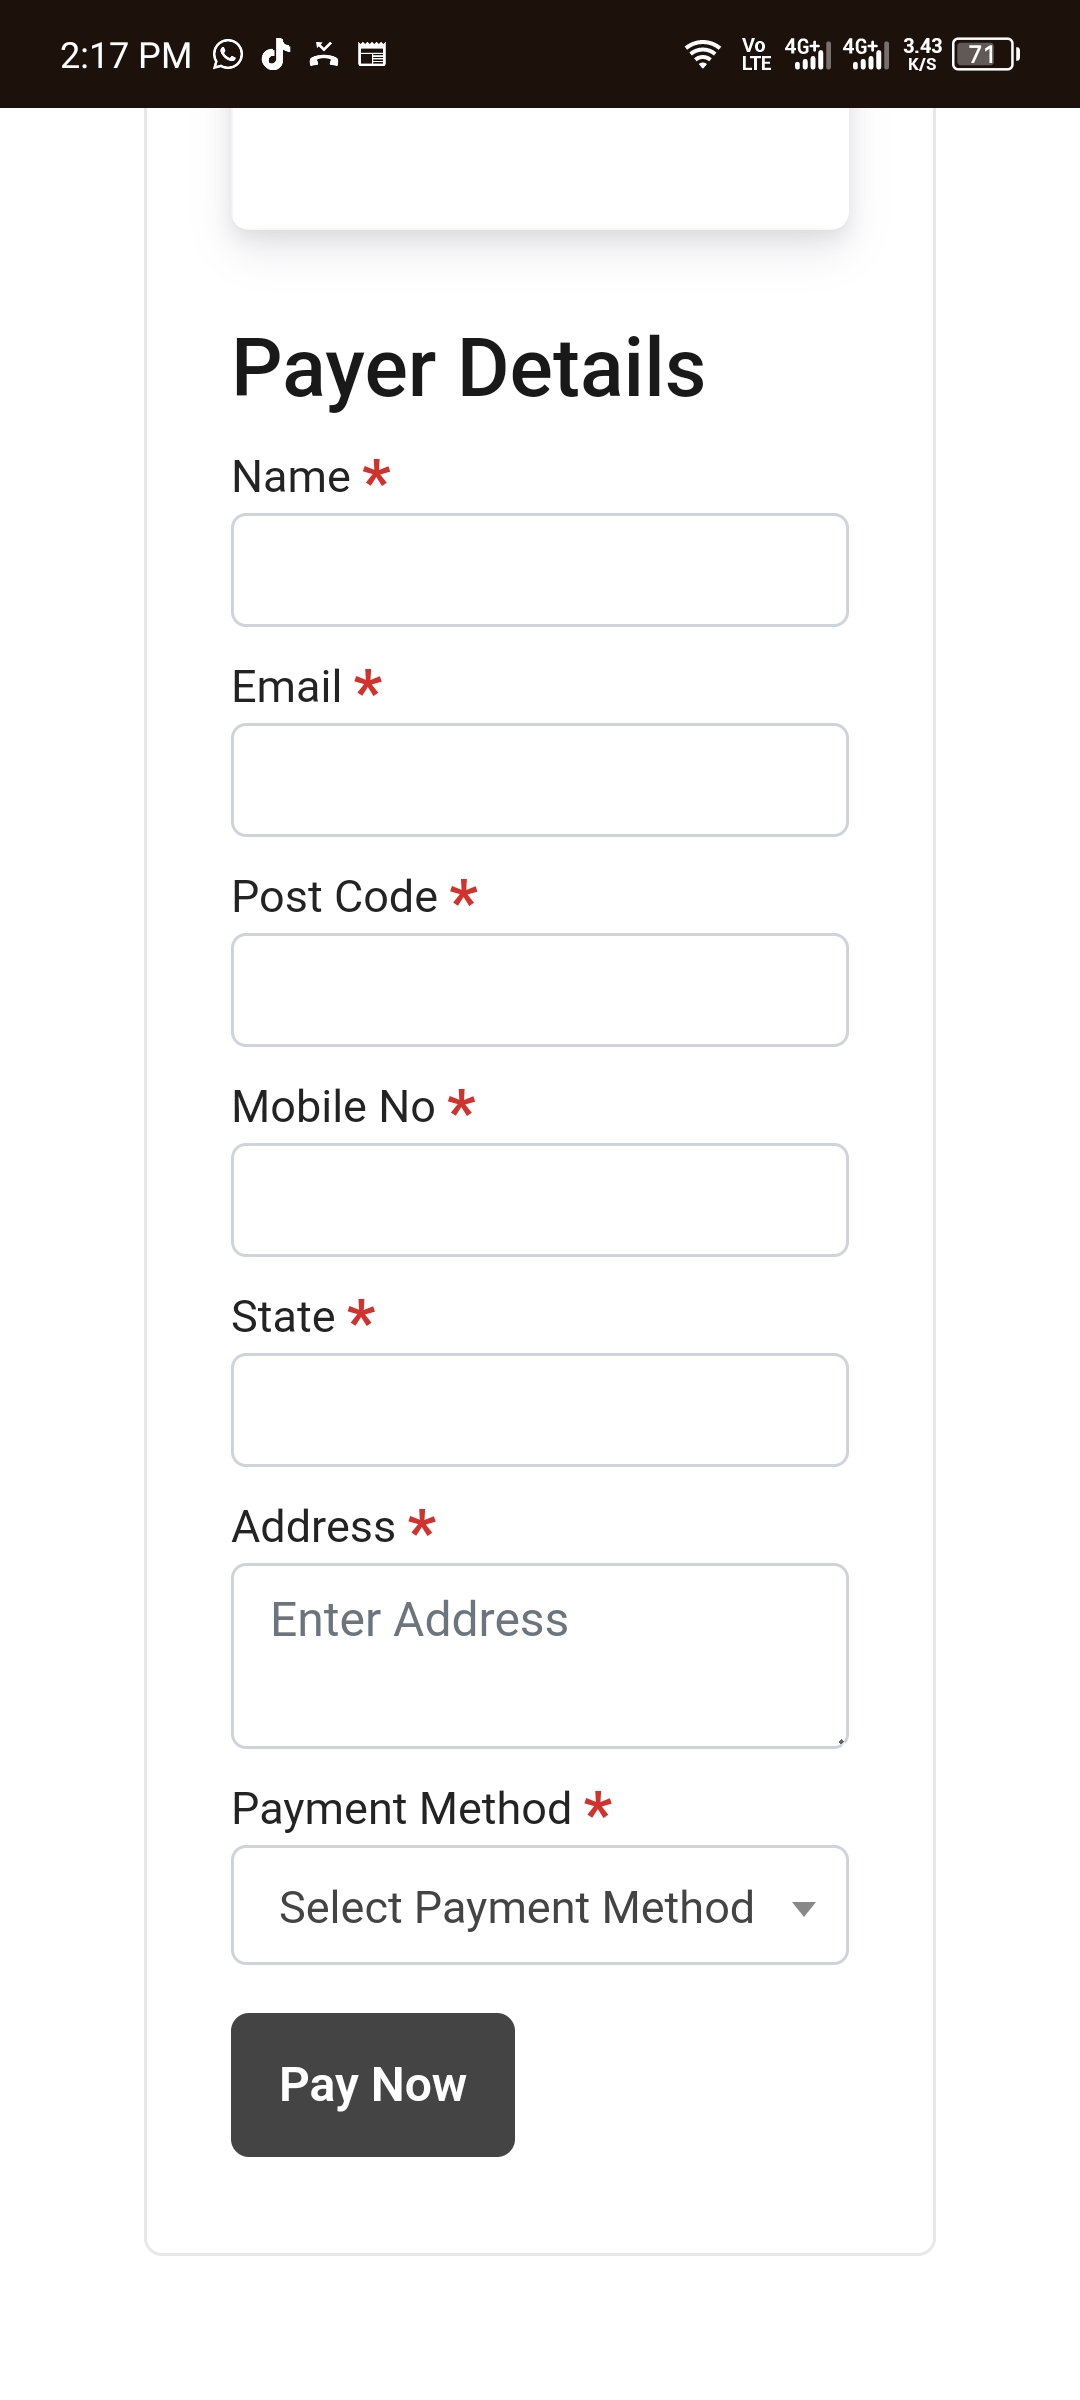 2:17 PM Vo LTE 4G+ 4G+ 3.43 K/S 71
Payer Details
Name *
Email *
Post Code *
Mobile No *
State *
Address *
Enter Address
Payment Method *
Select Payment Method
Pay Now